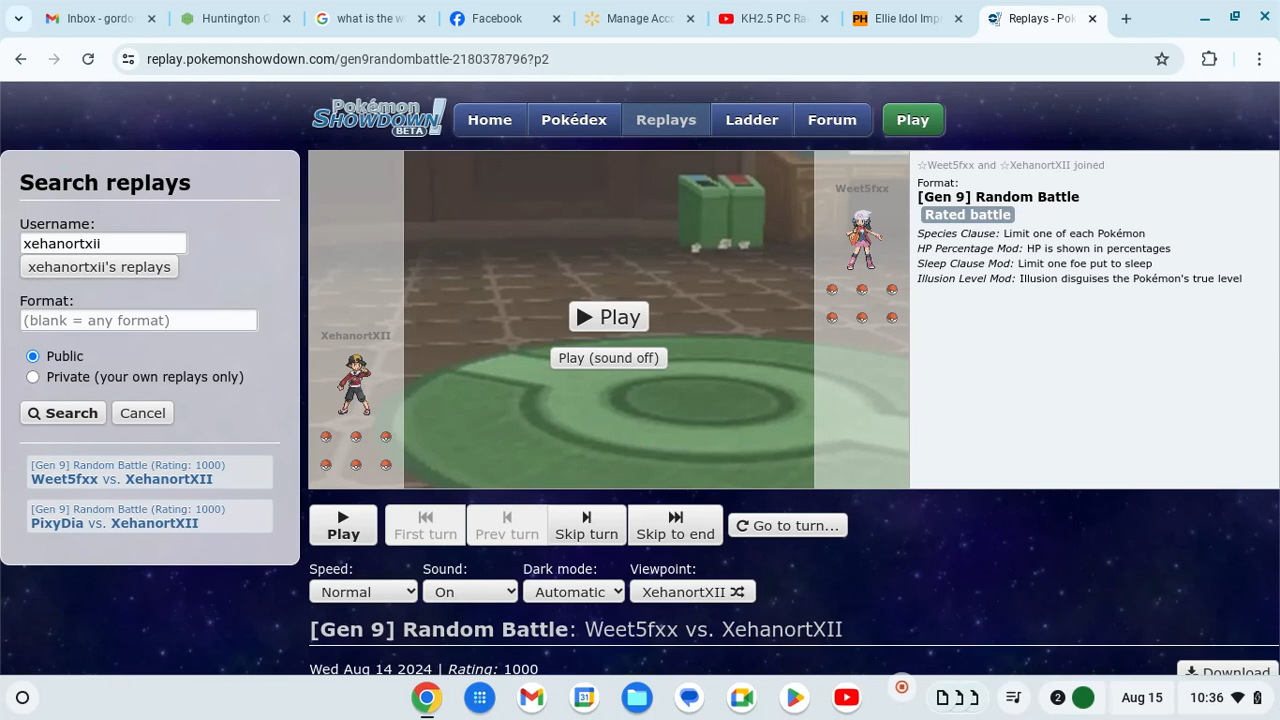 Inbox - gordo
Huntington C
what is the w
Facebook
Manage Acco
KH2.5 PC Ra
Ellie Idol Imp
Replays - Pok
replay.pokemonshowdown.com/gen9randombattle-2180378796?p2
Pokémon
SHOWDOWN!
BETA
Home
Pokédex
Replays
Ladder
Forum
Play
Search replays
Username:
xehanortxii
xehanortxii's replays
Format:
(blank = any format)
Public
Private (your own replays only)
Search
Cancel
[Gen 9] Random Battle (Rating: 1000)
Weet5fxx vs. XehanortXII
[Gen 9] Random Battle (Rating: 1000)
PixyDia vs. XehanortXII
XehanortXII
Play
Play (sound off)
Weet5fxx
☆Weet5fxx and ☆XehanortXII joined
Format:
[Gen 9] Random Battle
Rated battle
Species Clause: Limit one of each Pokémon
HP Percentage Mod: HP is shown in percentages
Sleep Clause Mod: Limit one foe put to sleep
Illusion Level Mod: Illusion disguises the Pokémon's true level
Play
First turn
Prev turn
Skip turn
Skip to end
Go to turn...
Speed:
Sound:
Dark mode:
Viewpoint:
Normal
On
Automatic
XehanortXII
[Gen 9] Random Battle: Weet5fxx vs. XehanortXII
Wed Aug 14 2024 | Rating: 1000
Download
31
2
Aug 15
10:36